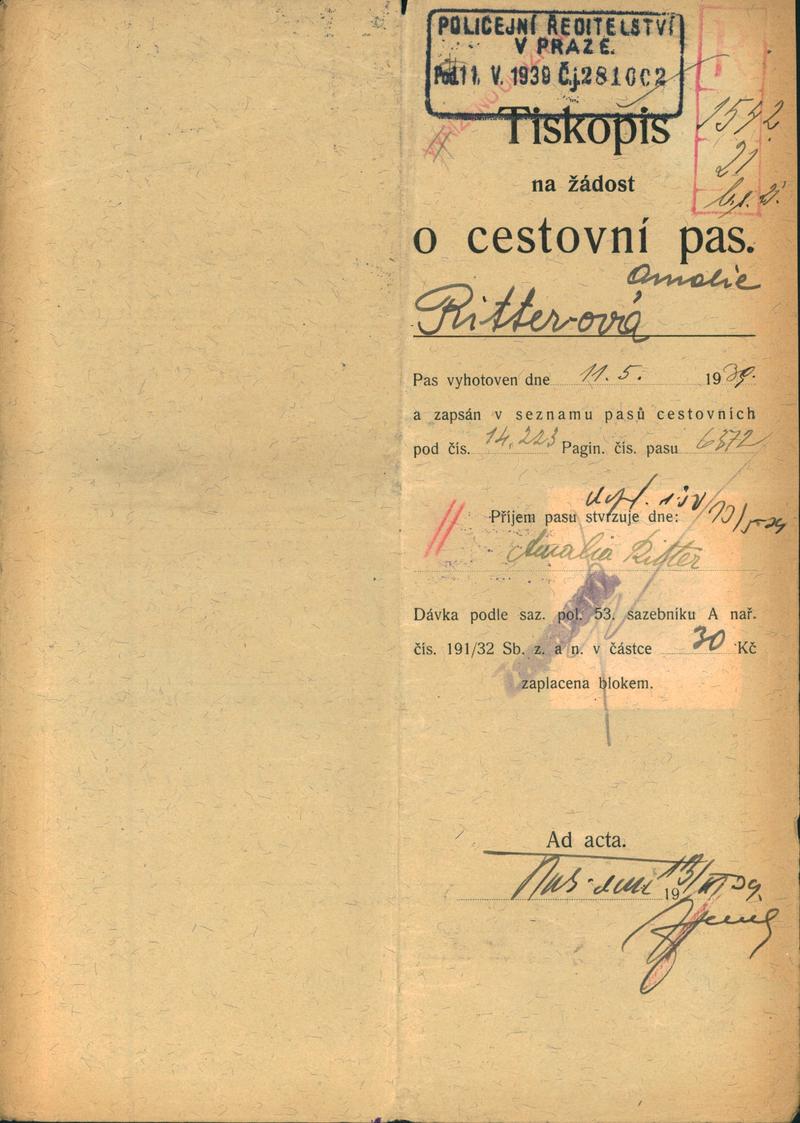 POLICEJNÍ ŘEDITELSTVÍ
V PRAZE.
Pod. 11. V. 1939 Č.j. 281002
1542
21
Tiskopis
na žádost
o cestovní pas.
Amalie
Ritter-ová
Pas vyhotoven dne 11. 5. 1939.
a zapsán v seznamu pasů cestovních
pod čís. 14,223 Pagin. čís. pasu 6572
Příjem pasu stvrzuje dne:
Amalia Ritter
Dávka podle saz. pol. 53. sazebníku A nař.
čís. 191/32 Sb. z. a n. v částce 30 Kč
zaplacena blokem.
Ad acta.